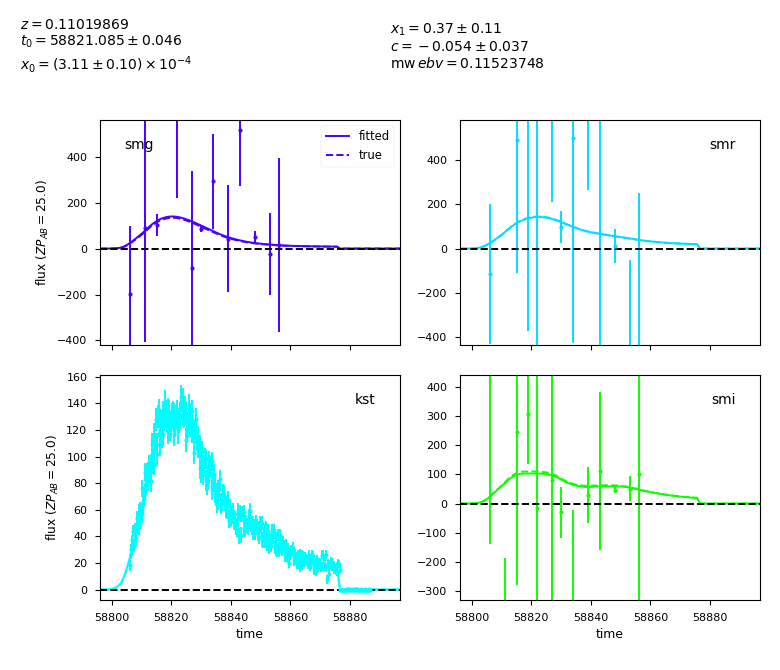 z = 0.11019869
t₀ = 58821.085 ± 0.046
x₀ = (3.11 ± 0.10) × 10⁻⁴
x₁ = 0.37 ± 0.11
c = −0.054 ± 0.037
mw ebv = 0.11523748
smg
fitted
true
400
200
0
−200
−400
flux (ZP_AB = 25.0)
smr
400
200
0
−200
−400
kst
160
140
120
100
80
60
40
20
0
flux (ZP_AB = 25.0)
58800 58820 58840 58860 58880
time
smi
400
300
200
100
0
−100
−200
−300
58800 58820 58840 58860 58880
time